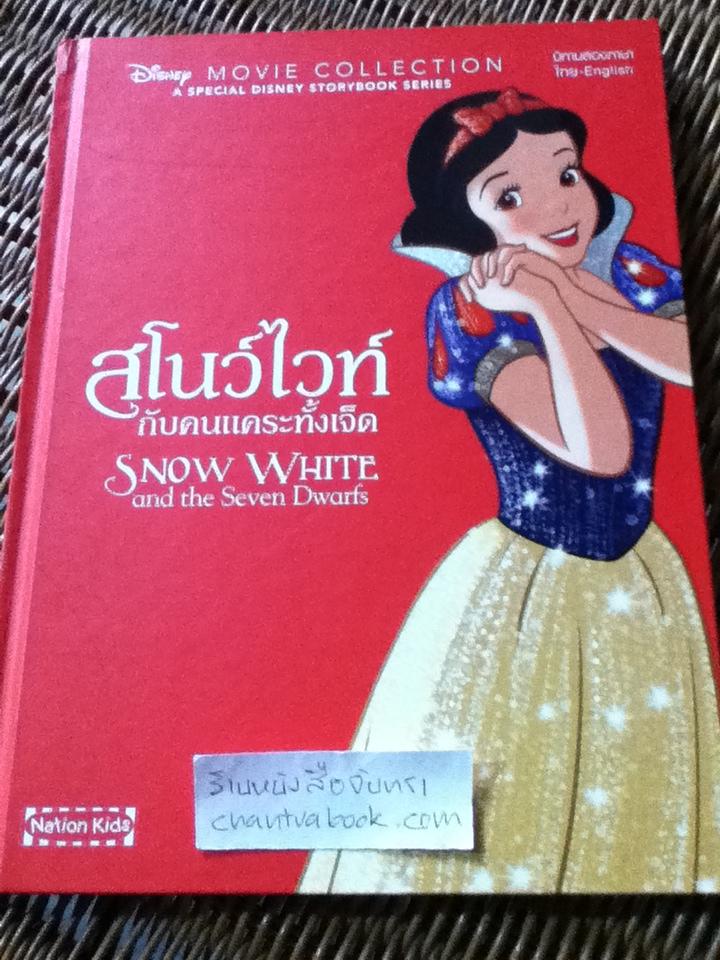 Disney MOVIE COLLECTION
A SPECIAL DISNEY STORYBOOK SERIES
นิทานสองภาษา
ไทย-English
สโนว์ไวท์
กับคนแคระทั้งเจ็ด
SNOW WHITE
and the Seven Dwarfs
ร้านหนังสือจันทรา
chantrabook.com
Nation Kids